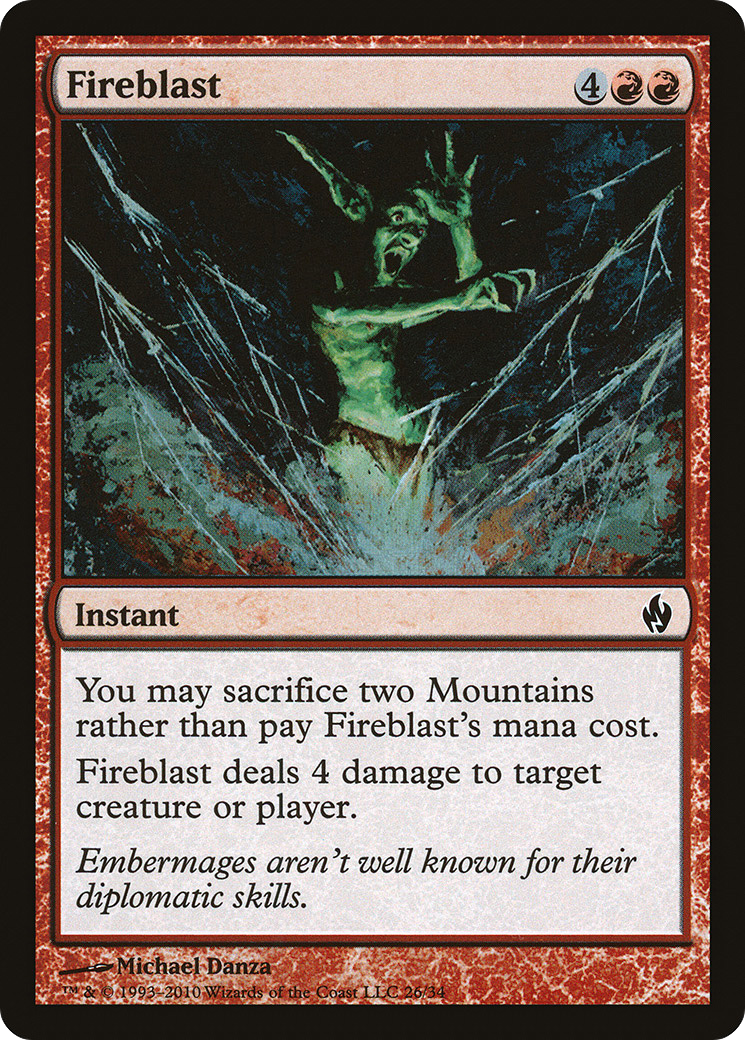 Fireblast 4
Instant
You may sacrifice two Mountains
rather than pay Fireblast's mana cost.
Fireblast deals 4 damage to target
creature or player.
Embermages aren't well known for their
diplomatic skills.
Michael Danza
™ & © 1993–2010 Wizards of the Coast LLC 26/34